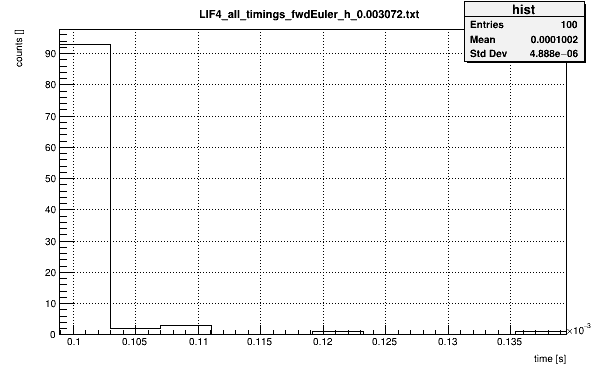 LIF4_all_timings_fwdEuler_h_0.003072.txt
hist
Entries 100
Mean 0.0001002
Std Dev 4.888e−06
counts []
90
80
70
60
50
40
30
20
10
0
0.1 0.105 0.11 0.115 0.12 0.125 0.13 0.135
×10⁻³
time [s]